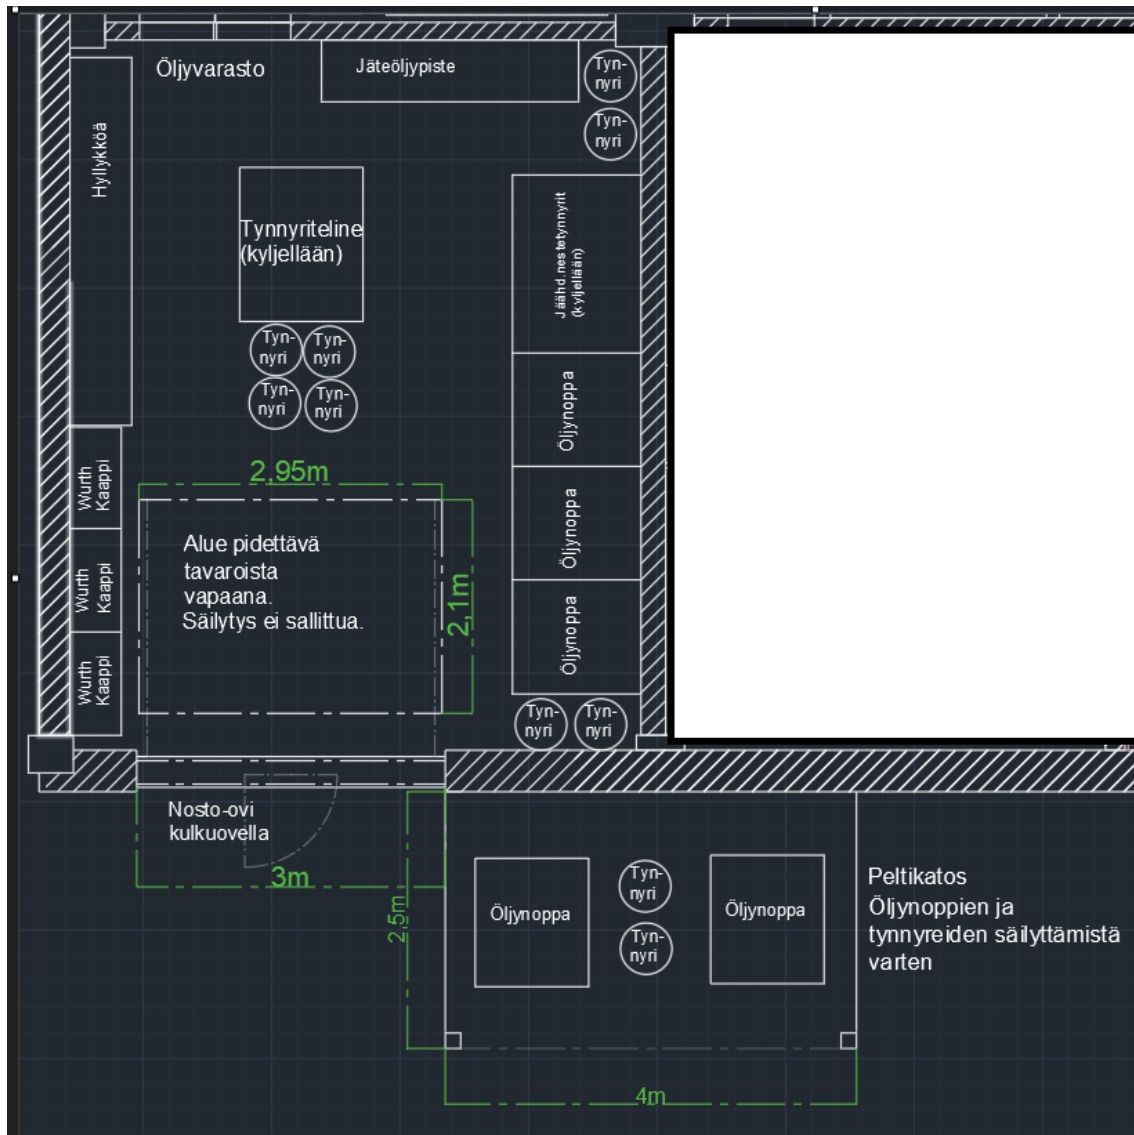 Öljyvarasto
Jäteöljypiste
Tyn-
nyri
Tyn-
nyri
Hyllykköä
Tynnyriteline
(kyljellään)
Jäähd.nestetynnyrit
(kyljellään)
Tyn-
nyri
Tyn-
nyri
Tyn-
nyri
Tyn-
nyri
Öljynoppa
Öljynoppa
Öljynoppa
Wurth
Kaappi
Wurth
Kaappi
Wurth
Kaappi
2,95m
2,1m
Alue pidettävä
tavaroista
vapaana.
Säilytys ei sallittua.
Tyn-
nyri
Tyn-
nyri
Nosto-ovi
kulkuovella
3m
2,5m
Öljynoppa
Tyn-
nyri
Tyn-
nyri
Öljynoppa
Peltikatos
Öljynoppien ja
tynnyreiden säilyttämistä
varten
4m